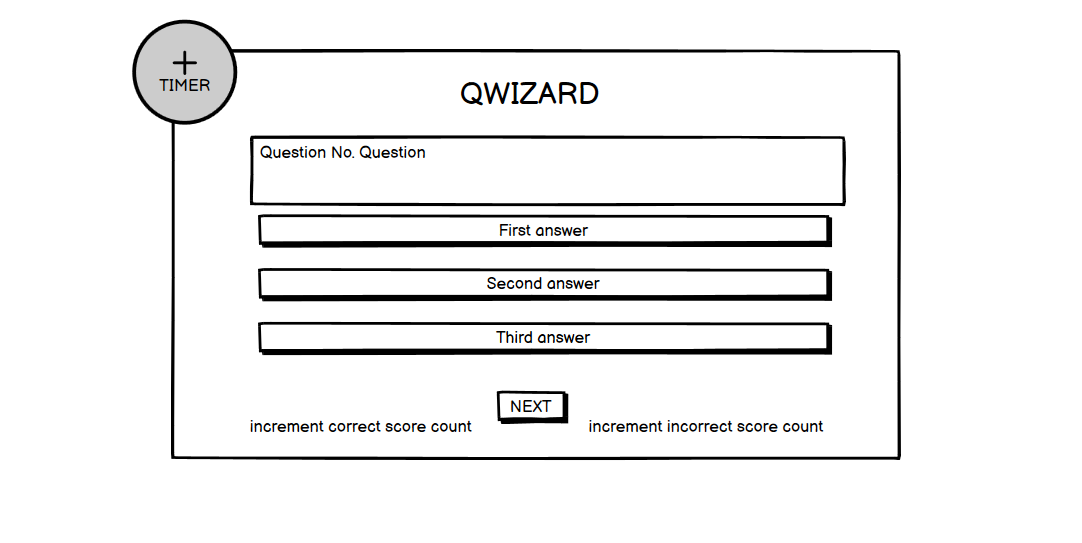 TIMER
QWIZARD
Question No. Question
First answer
Second answer
Third answer
NEXT
increment correct score count
increment incorrect score count